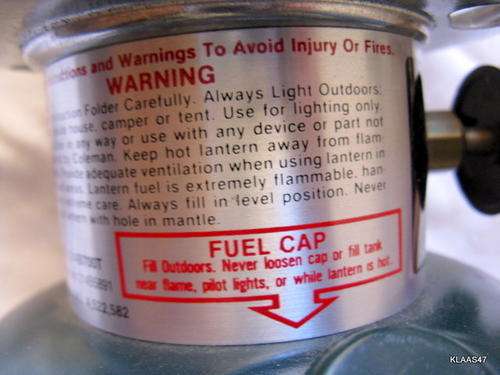 and Warnings To Avoid Injury Or Fires.
WARNING
Folder Carefully. Always Light Outdoors:
house, camper or tent. Use for lighting only.
in any way or use with any device or part not
by Coleman. Keep hot lantern away from flam-
adequate ventilation when using lantern in
Lantern fuel is extremely flammable, han-
care. Always fill in level position. Never
when with hole in mantle.
FUEL CAP
Fill Outdoors. Never loosen cap or fill tank
near flame, pilot lights, or while lantern is hot.
KLAAS47